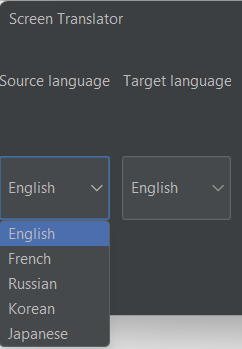 Screen Translator
Source language Target language
English English
English
French
Russian
Korean
Japanese